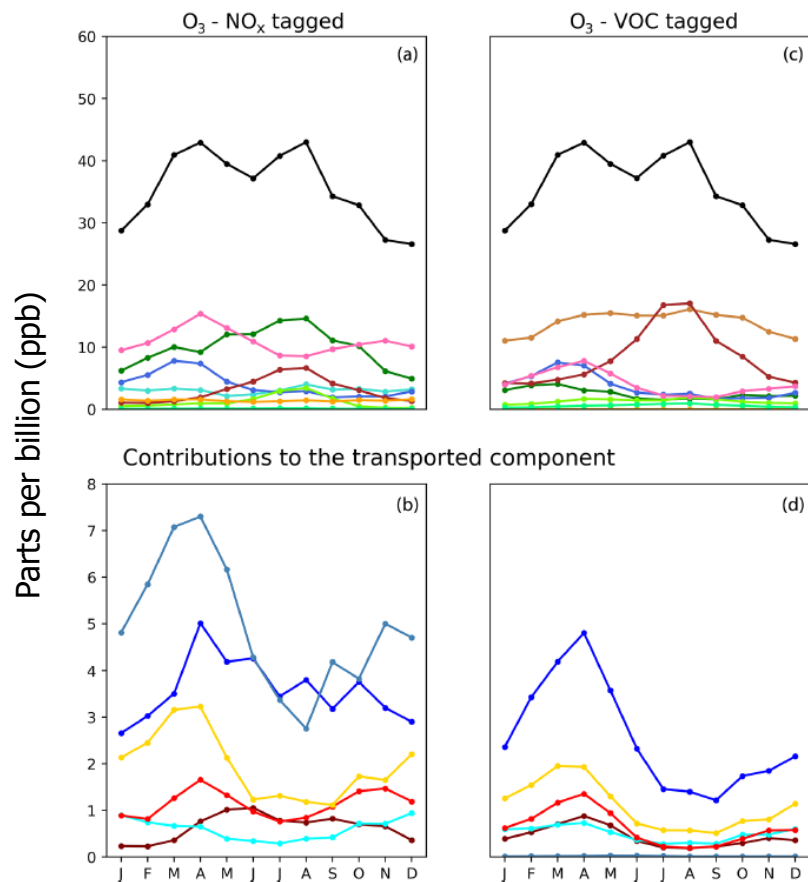 O₃ - NOₓ tagged
O₃ - VOC tagged
60
50
40
30
20
10
0
(a)
(c)
Parts per billion (ppb)
Contributions to the transported component
8
7
6
5
4
3
2
1
0
(b)
(d)
J F M A M J J A S O N D
J F M A M J J A S O N D